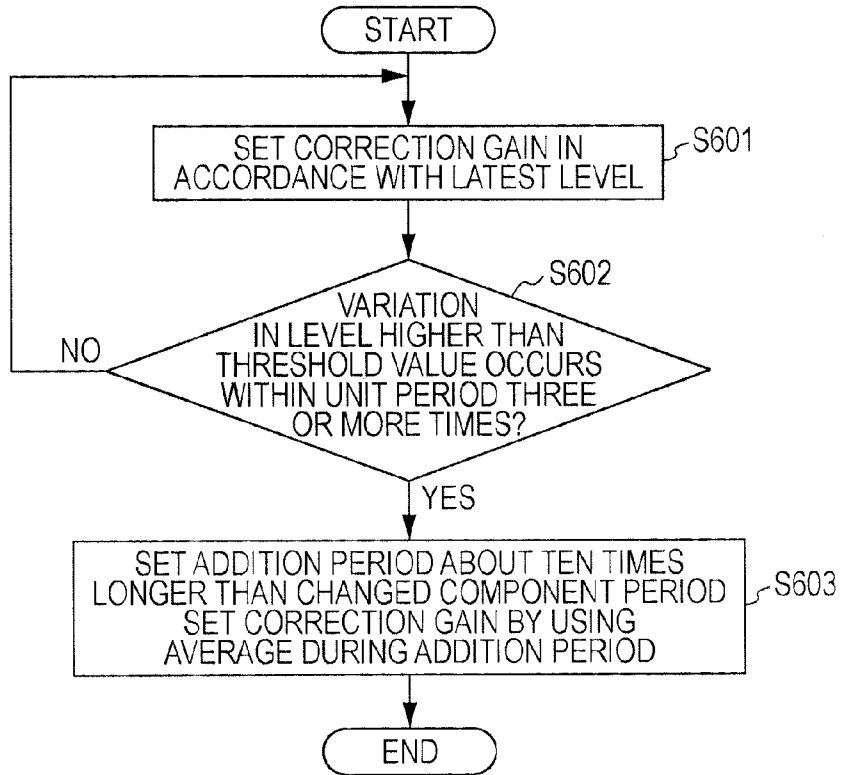 START
SET CORRECTION GAIN IN
ACCORDANCE WITH LATEST LEVEL
S601
S602
VARIATION
IN LEVEL HIGHER THAN
THRESHOLD VALUE OCCURS
WITHIN UNIT PERIOD THREE
OR MORE TIMES?
NO
YES
SET ADDITION PERIOD ABOUT TEN TIMES
LONGER THAN CHANGED COMPONENT PERIOD
SET CORRECTION GAIN BY USING
AVERAGE DURING ADDITION PERIOD
S603
END